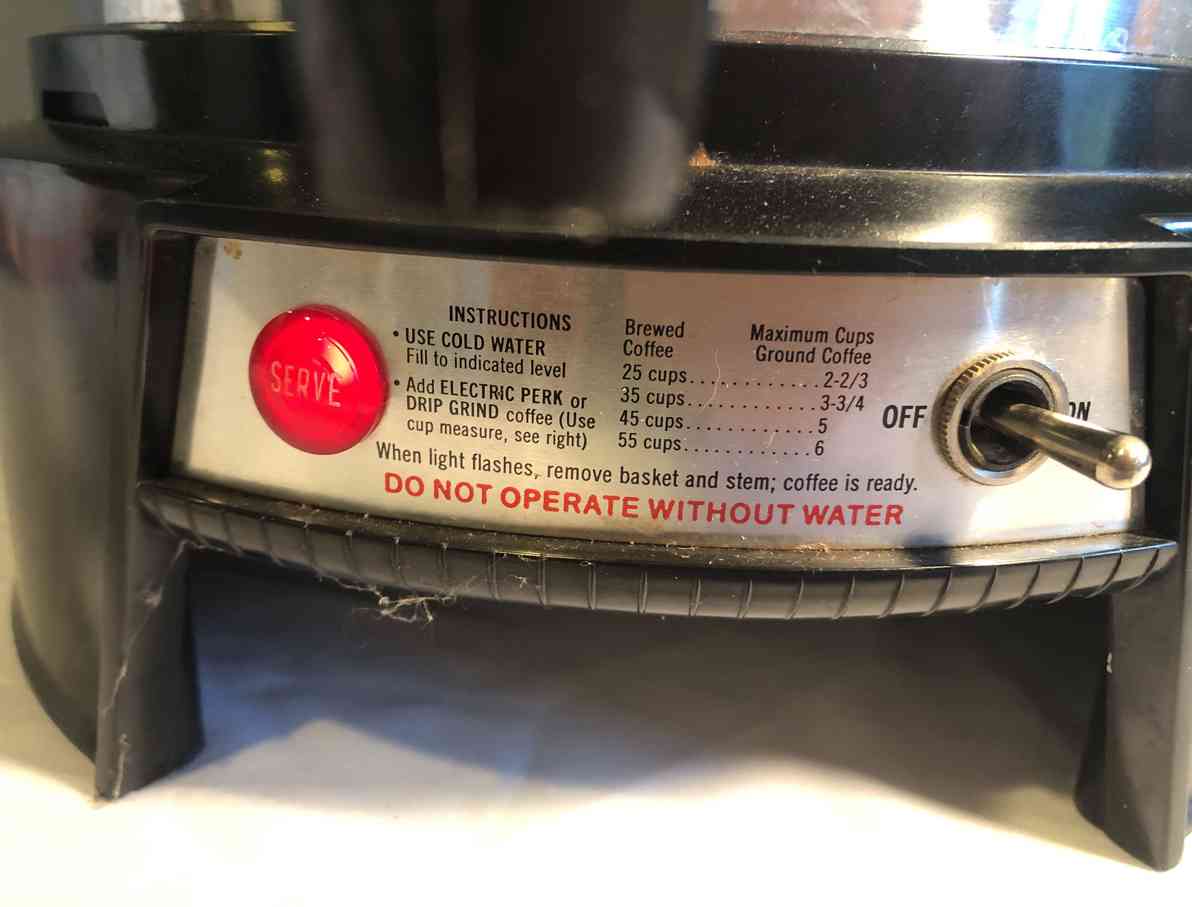 SERVE
INSTRUCTIONS
• USE COLD WATER
Fill to indicated level
• Add ELECTRIC PERK or
DRIP GRIND coffee (Use
cup measure, see right)
Brewed Coffee
Maximum Cups Ground Coffee
25 cups............2-2/3
35 cups............3-3/4
45 cups............5
55 cups............6
When light flashes, remove basket and stem; coffee is ready.
DO NOT OPERATE WITHOUT WATER
OFF
ON